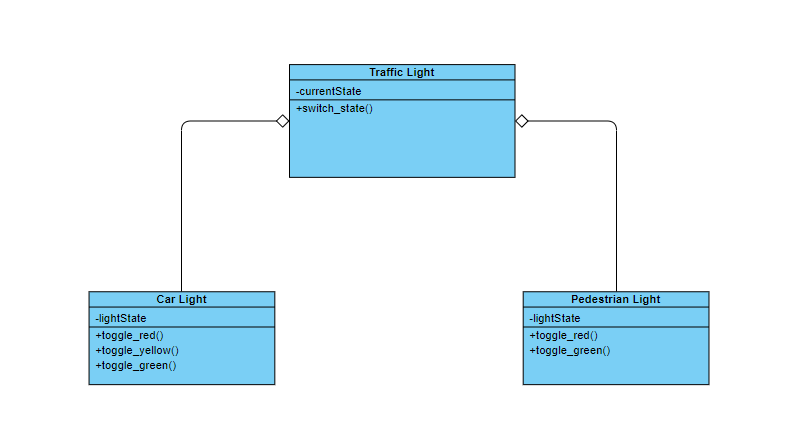 Traffic Light
-currentState
+switch_state()
Car Light
-lightState
+toggle_red()
+toggle_yellow()
+toggle_green()
Pedestrian Light
-lightState
+toggle_red()
+toggle_green()